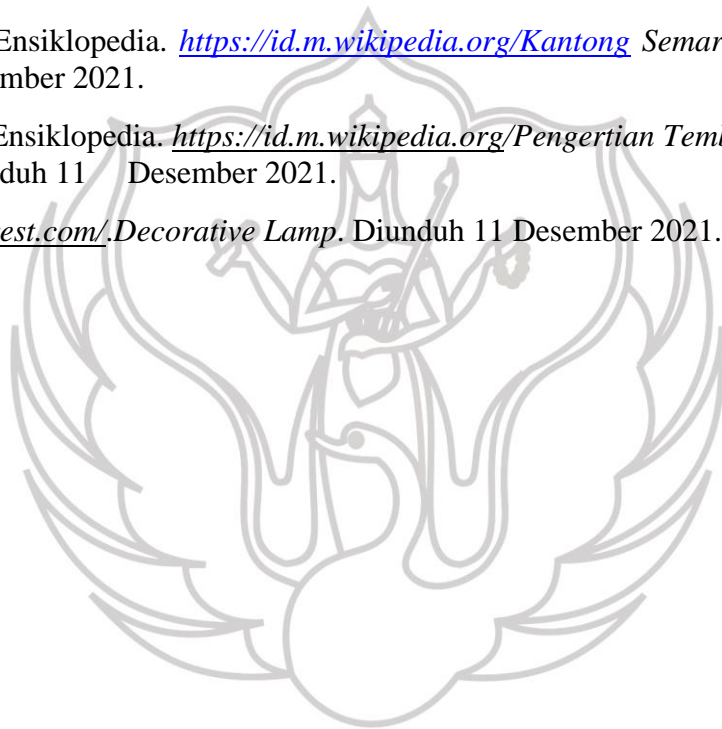 Ensiklopedia. https://id.m.wikipedia.org/Kantong Semar
mber 2021.
Ensiklopedia. https://id.m.wikipedia.org/Pengertian Tem
duh 11 Desember 2021.
est.com/.Decorative Lamp. Diunduh 11 Desember 2021.